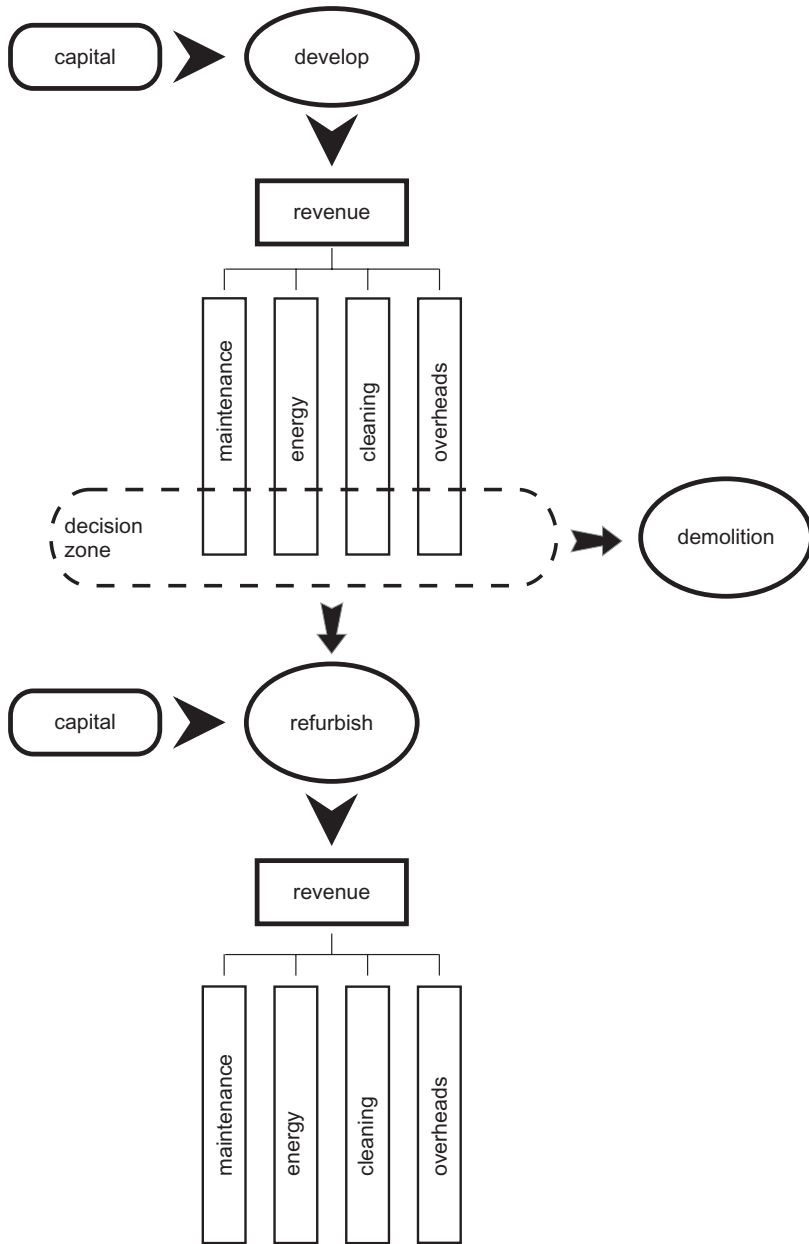 capital
develop
revenue
maintenance
energy
cleaning
overheads
decision
zone
demolition
capital
refurbish
revenue
maintenance
energy
cleaning
overheads